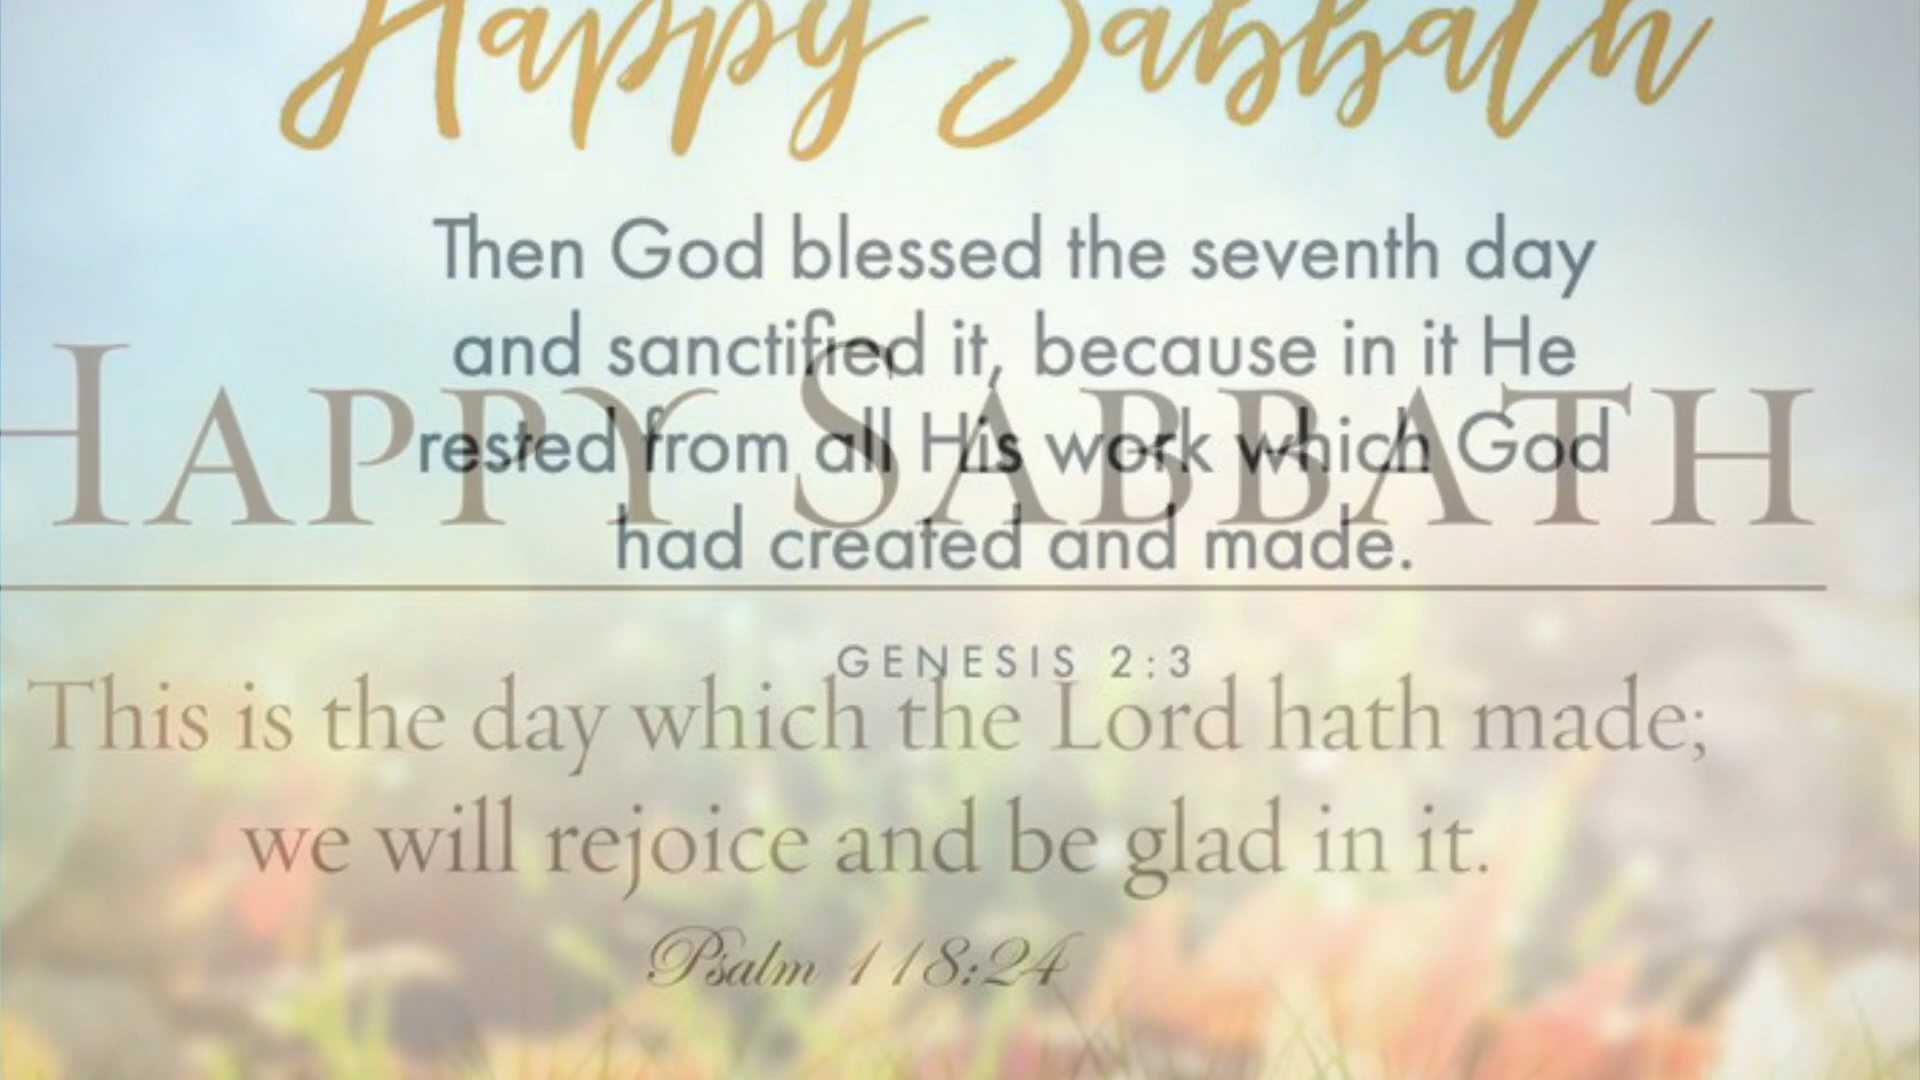 Happy Sabbath
Then God blessed the seventh day
and sanctified it, because in it He
rested from all His work which God
had created and made.
GENESIS 2:3
HAPPY SABBATH
This is the day which the Lord hath made;
we will rejoice and be glad in it.
Psalm 118:24